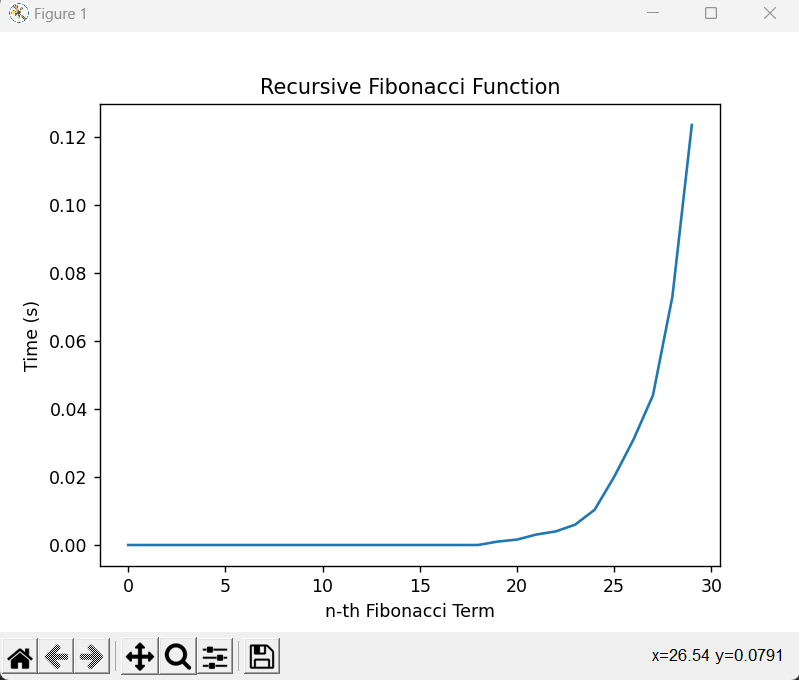 Figure 1
Recursive Fibonacci Function
0.12
0.10
0.08
0.06
0.04
0.02
0.00
Time (s)
0 5 10 15 20 25 30
n-th Fibonacci Term
x=26.54 y=0.0791